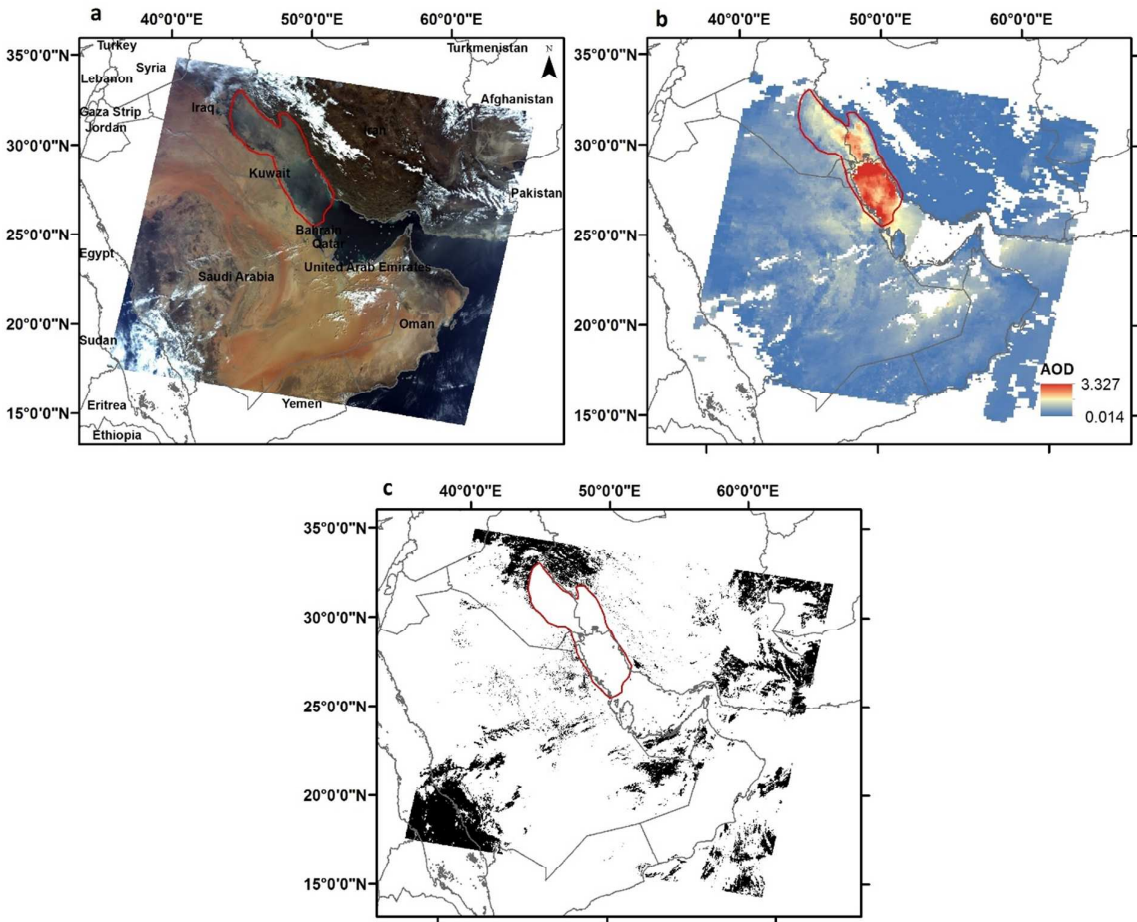 a
40°0'0"E 50°0'0"E 60°0'0"E
35°0'0"N
30°0'0"N
25°0'0"N
20°0'0"N
15°0'0"N
Turkey
Turkmenistan
N
Syria
Lebanon
Afghanistan
Gaza Strip
Iraq
Iran
Jordan
Kuwait
Pakistan
Bahrain
Qatar
Egypt
Saudi Arabia
United Arab Emirates
Oman
Sudan
Eritrea
Yemen
Ethiopia
b
40°0'0"E 50°0'0"E 60°0'0"E
35°0'0"N
30°0'0"N
25°0'0"N
20°0'0"N
15°0'0"N
AOD
3.327
0.014
c
40°0'0"E 50°0'0"E 60°0'0"E
35°0'0"N
30°0'0"N
25°0'0"N
20°0'0"N
15°0'0"N